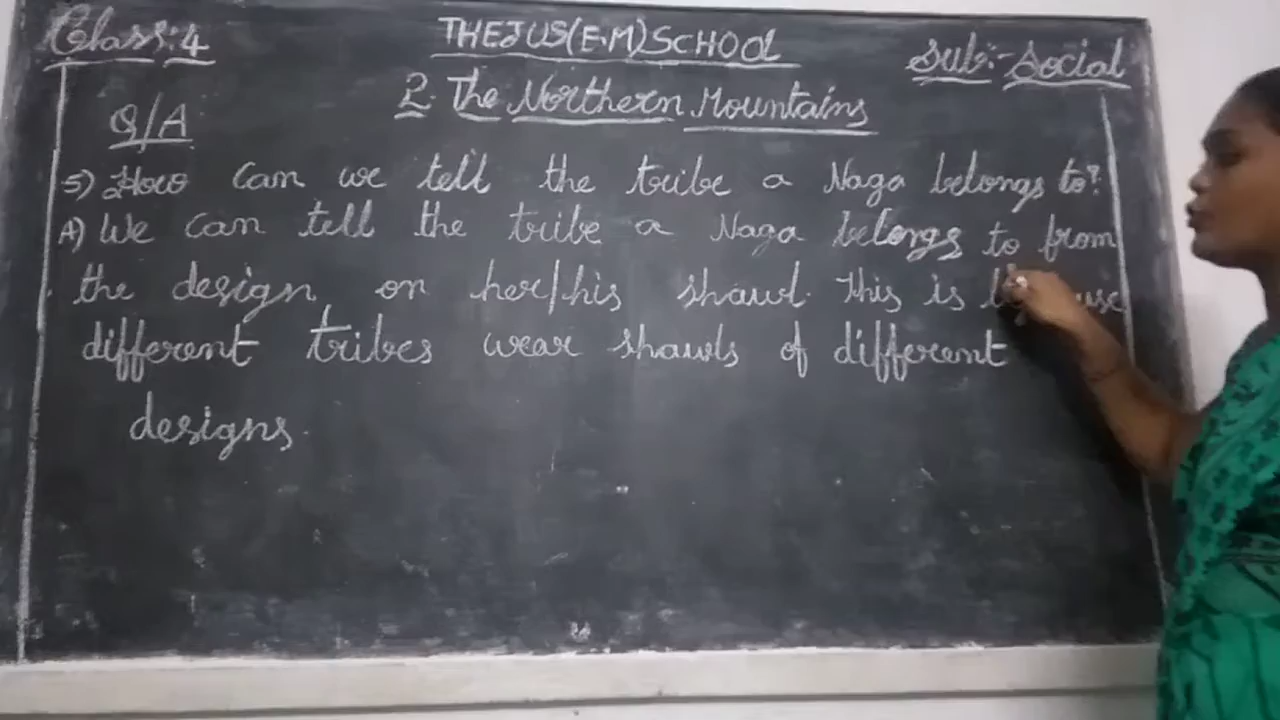 Class:4
THEJUS(E.M)SCHOOL
Sub:-Social
2. The Northern Mountains
Q/A
5) How can we tell the tribe a Naga belongs to?
A) We can tell the tribe a Naga belongs to from
the design on her/his shawl. This is
different tribes wear shawls of different
designs.